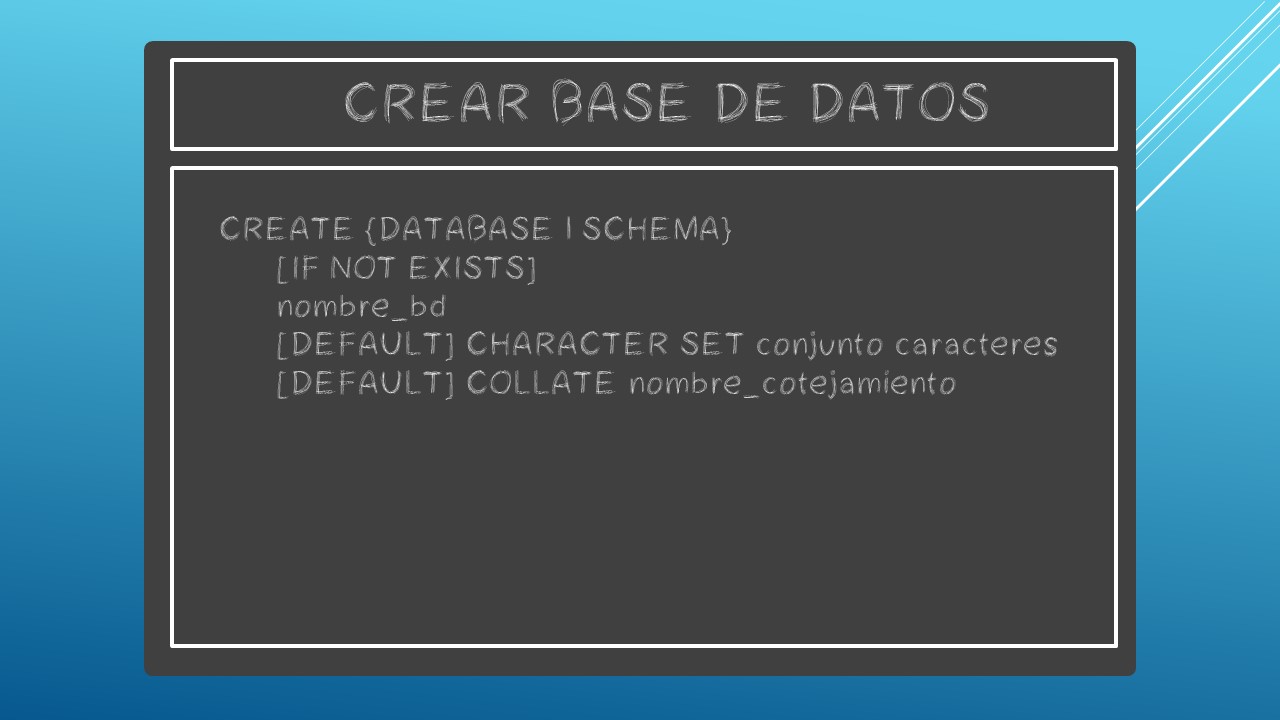 CREAR BASE DE DATOS
CREATE {DATABASE | SCHEMA}
[IF NOT EXISTS]
nombre_bd
[DEFAULT] CHARACTER SET conjunto caracteres
[DEFAULT] COLLATE nombre_cotejamiento